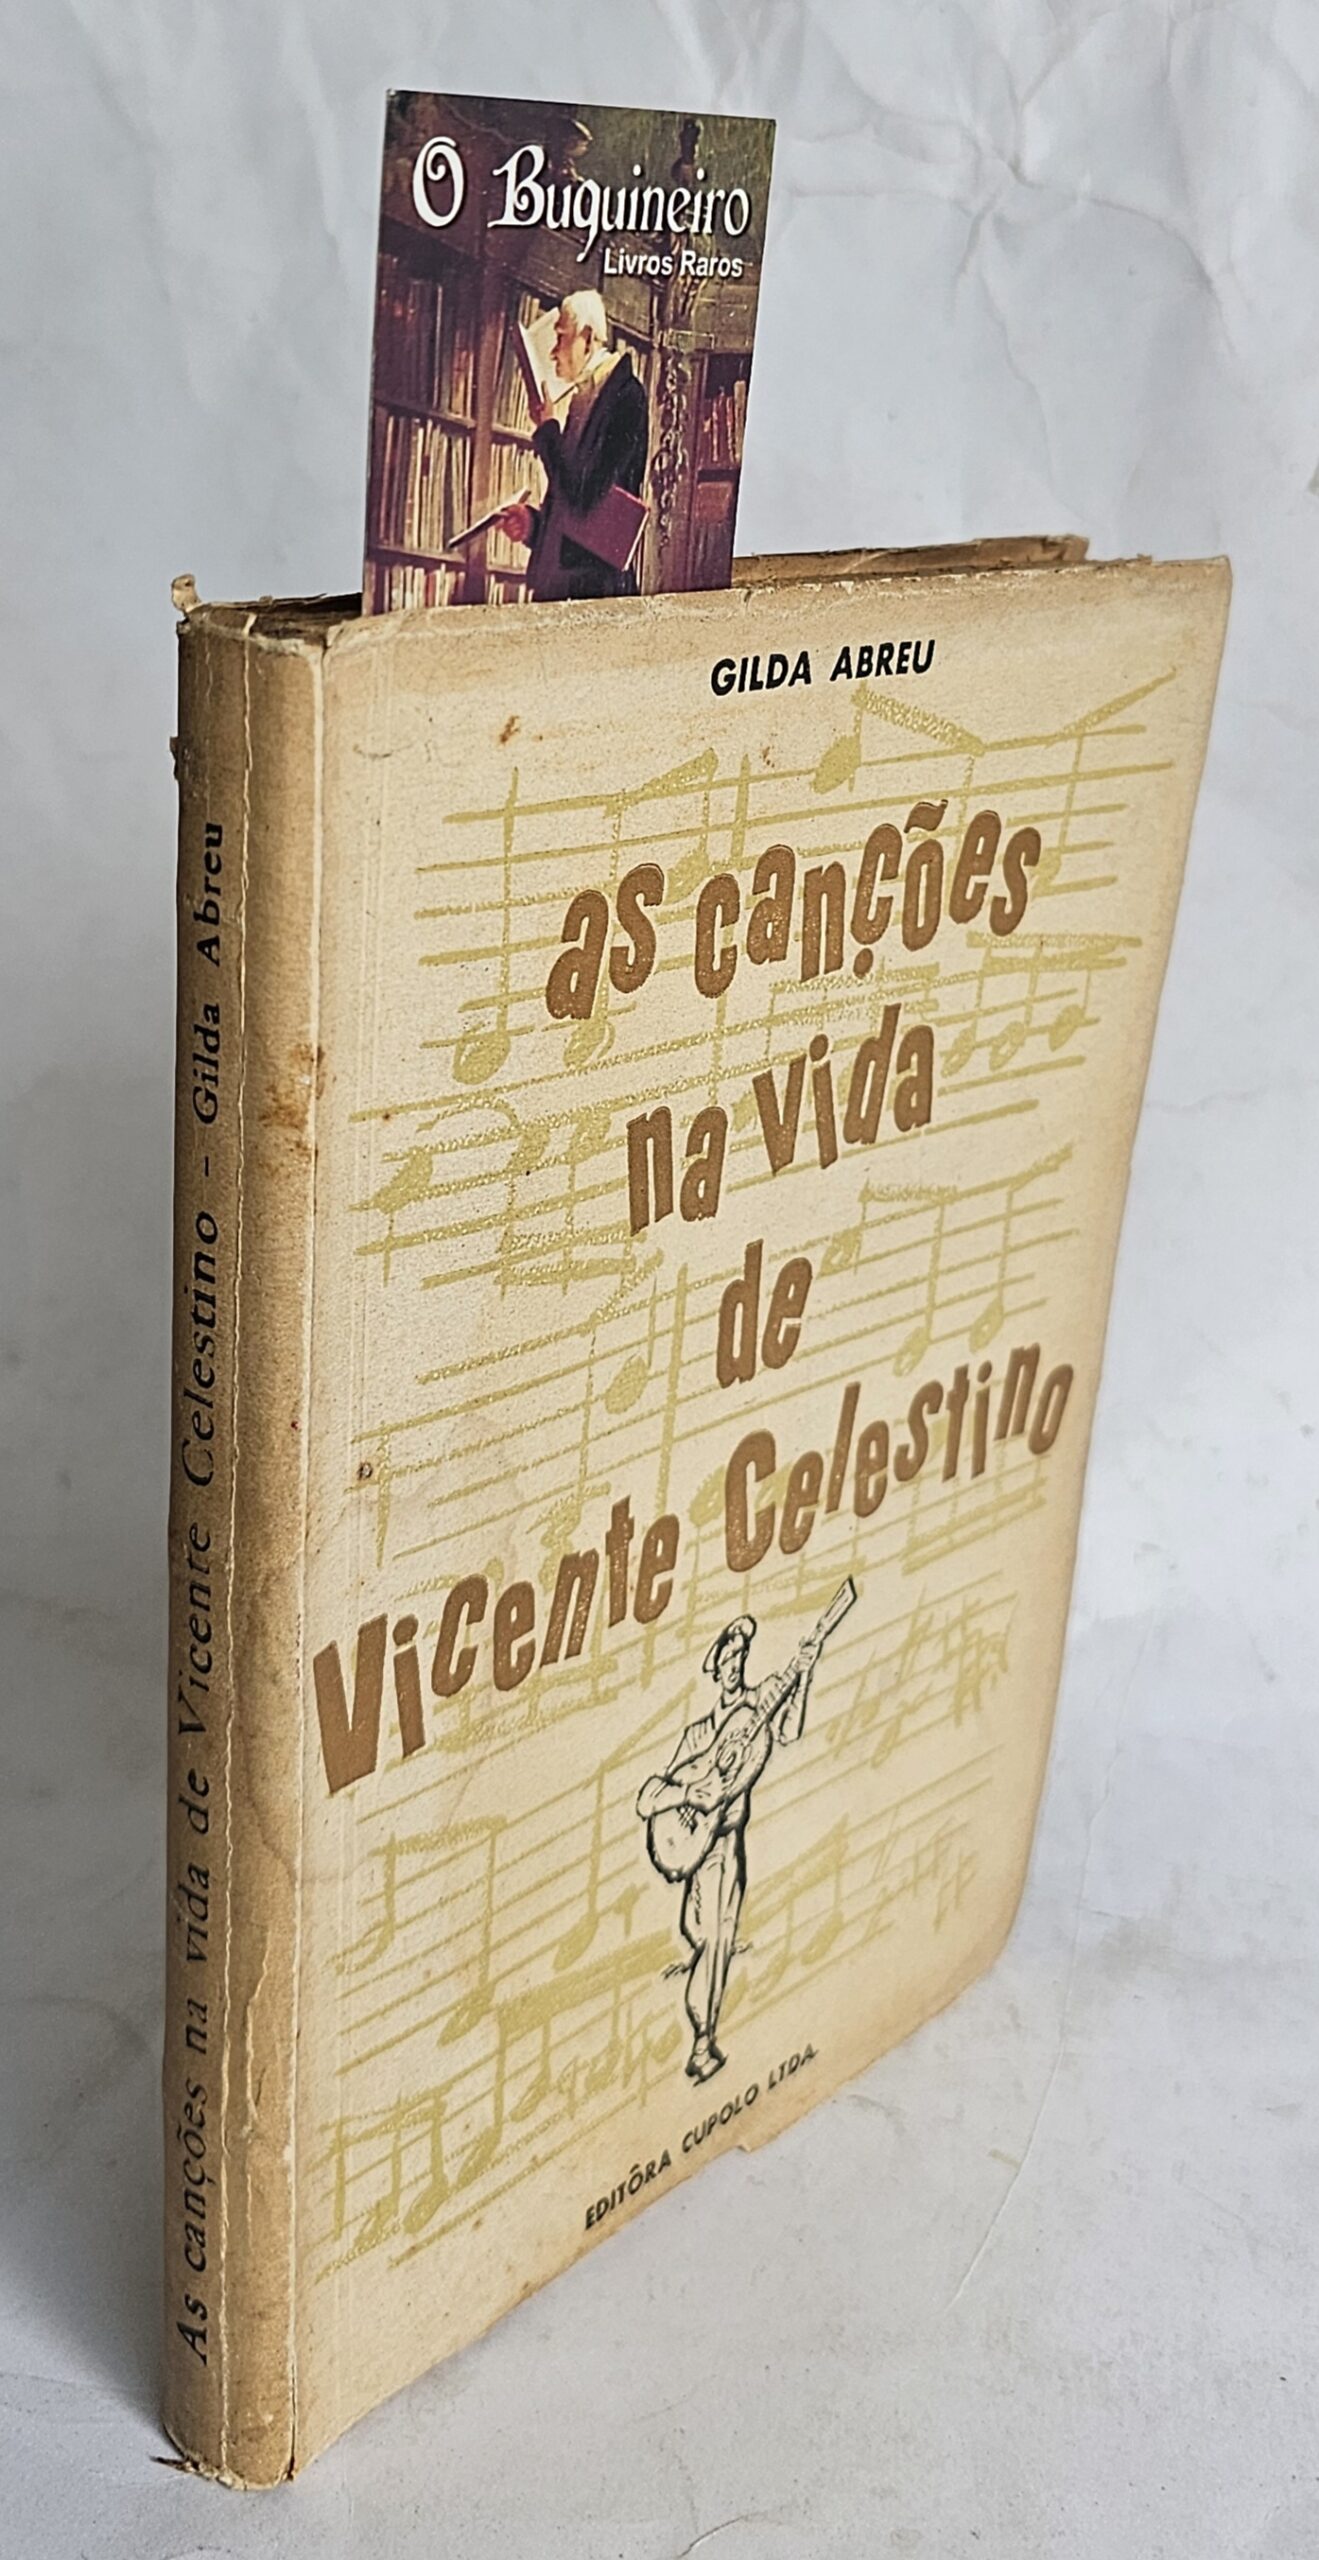 O Buquineiro
Livros Raros
GILDA ABREU
as canções
na vida
de
Vicente Celestino
EDITÔRA CUPOLO LTDA.
As canções na vida de Vicente Celestino - Gilda Abreu